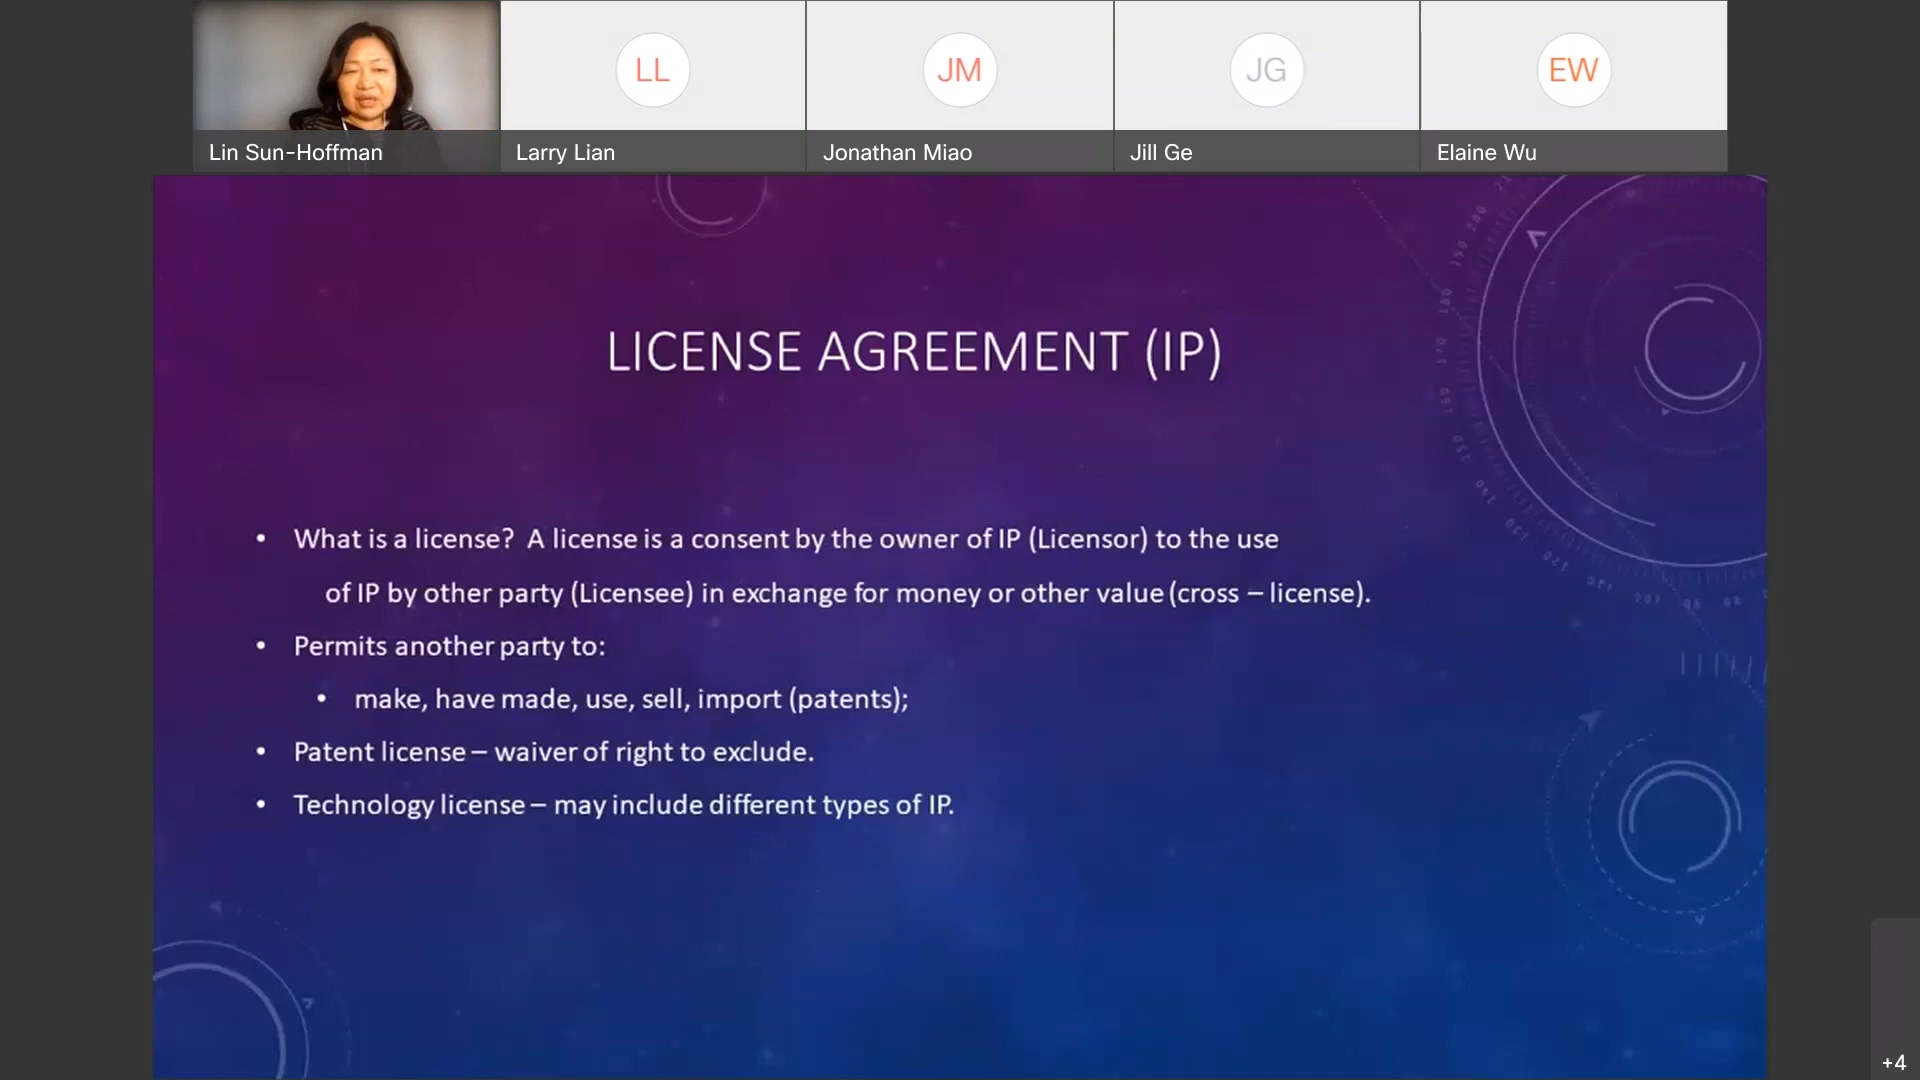 LL
JM
JG
EW
Lin Sun-Hoffman
Larry Lian
Jonathan Miao
Jill Ge
Elaine Wu
LICENSE AGREEMENT (IP)
• What is a license? A license is a consent by the owner of IP (Licensor) to the use
of IP by other party (Licensee) in exchange for money or other value (cross – license).
• Permits another party to:
• make, have made, use, sell, import (patents);
• Patent license – waiver of right to exclude.
• Technology license – may include different types of IP.
+4